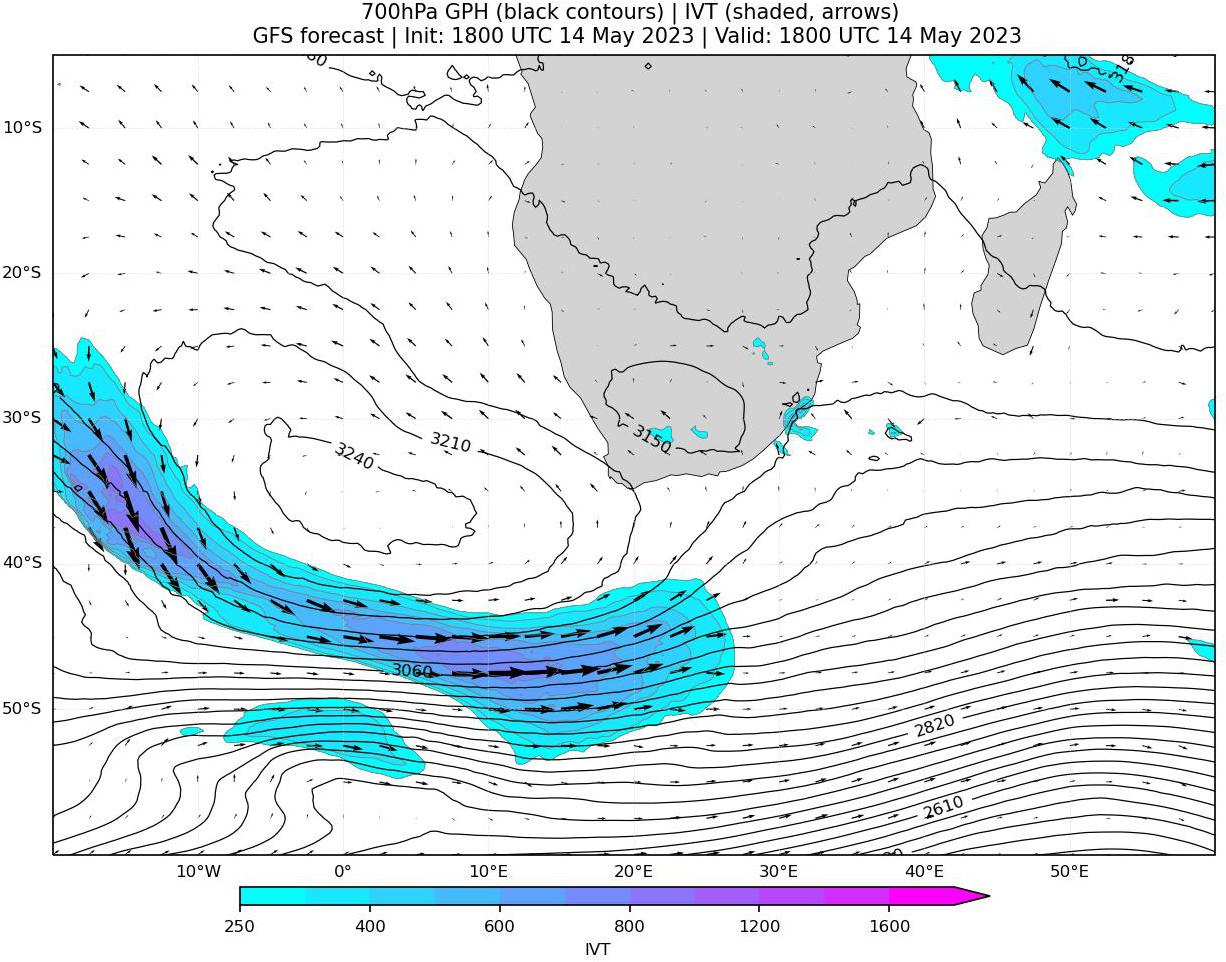 700hPa GPH (black contours) | IVT (shaded, arrows)
GFS forecast | Init: 1800 UTC 14 May 2023 | Valid: 1800 UTC 14 May 2023
10°S
20°S
30°S
40°S
50°S
3240
3210
3150
3060
2820
2610
10°W 0° 10°E 20°E 30°E 40°E 50°E
250 400 600 800 1200 1600
IVT